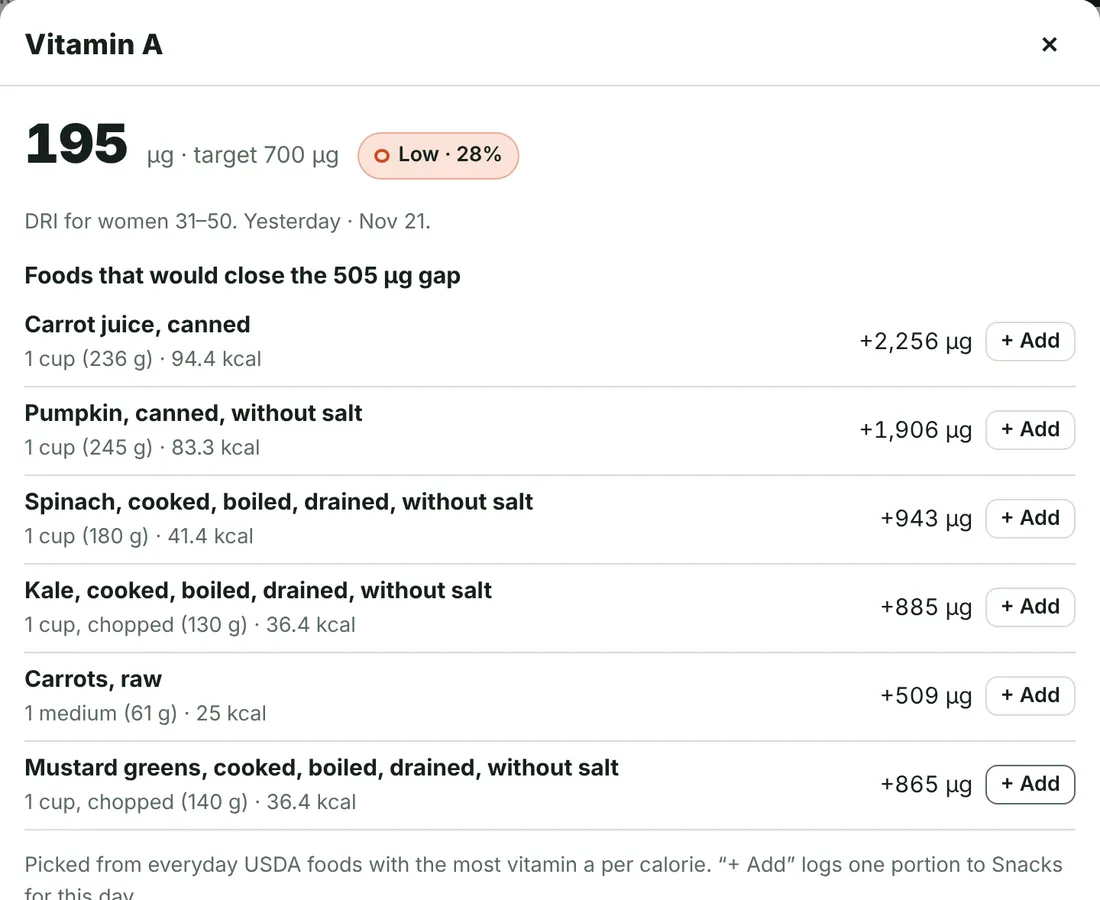 Vitamin A
×
195 µg · target 700 µg Low · 28%
DRI for women 31–50. Yesterday · Nov 21.
Foods that would close the 505 µg gap
Carrot juice, canned
1 cup (236 g) · 94.4 kcal
+2,256 µg + Add
Pumpkin, canned, without salt
1 cup (245 g) · 83.3 kcal
+1,906 µg + Add
Spinach, cooked, boiled, drained, without salt
1 cup (180 g) · 41.4 kcal
+943 µg + Add
Kale, cooked, boiled, drained, without salt
1 cup, chopped (130 g) · 36.4 kcal
+885 µg + Add
Carrots, raw
1 medium (61 g) · 25 kcal
+509 µg + Add
Mustard greens, cooked, boiled, drained, without salt
1 cup, chopped (140 g) · 36.4 kcal
+865 µg + Add
Picked from everyday USDA foods with the most vitamin a per calorie. “+ Add” logs one portion to Snacks
for this day.